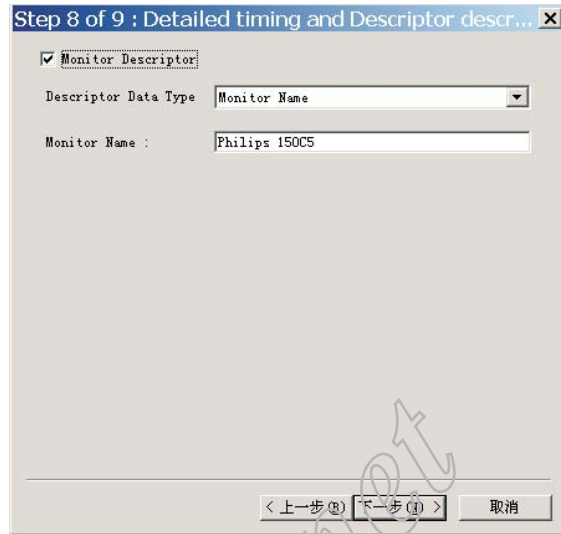 Step 8 of 9 : Detailed timing and Descriptor descr...
Monitor Descriptor
Descriptor Data Type Monitor Name
Monitor Name : Philips 150C5
< 上一步(B) 下一步(N) > 取消
net